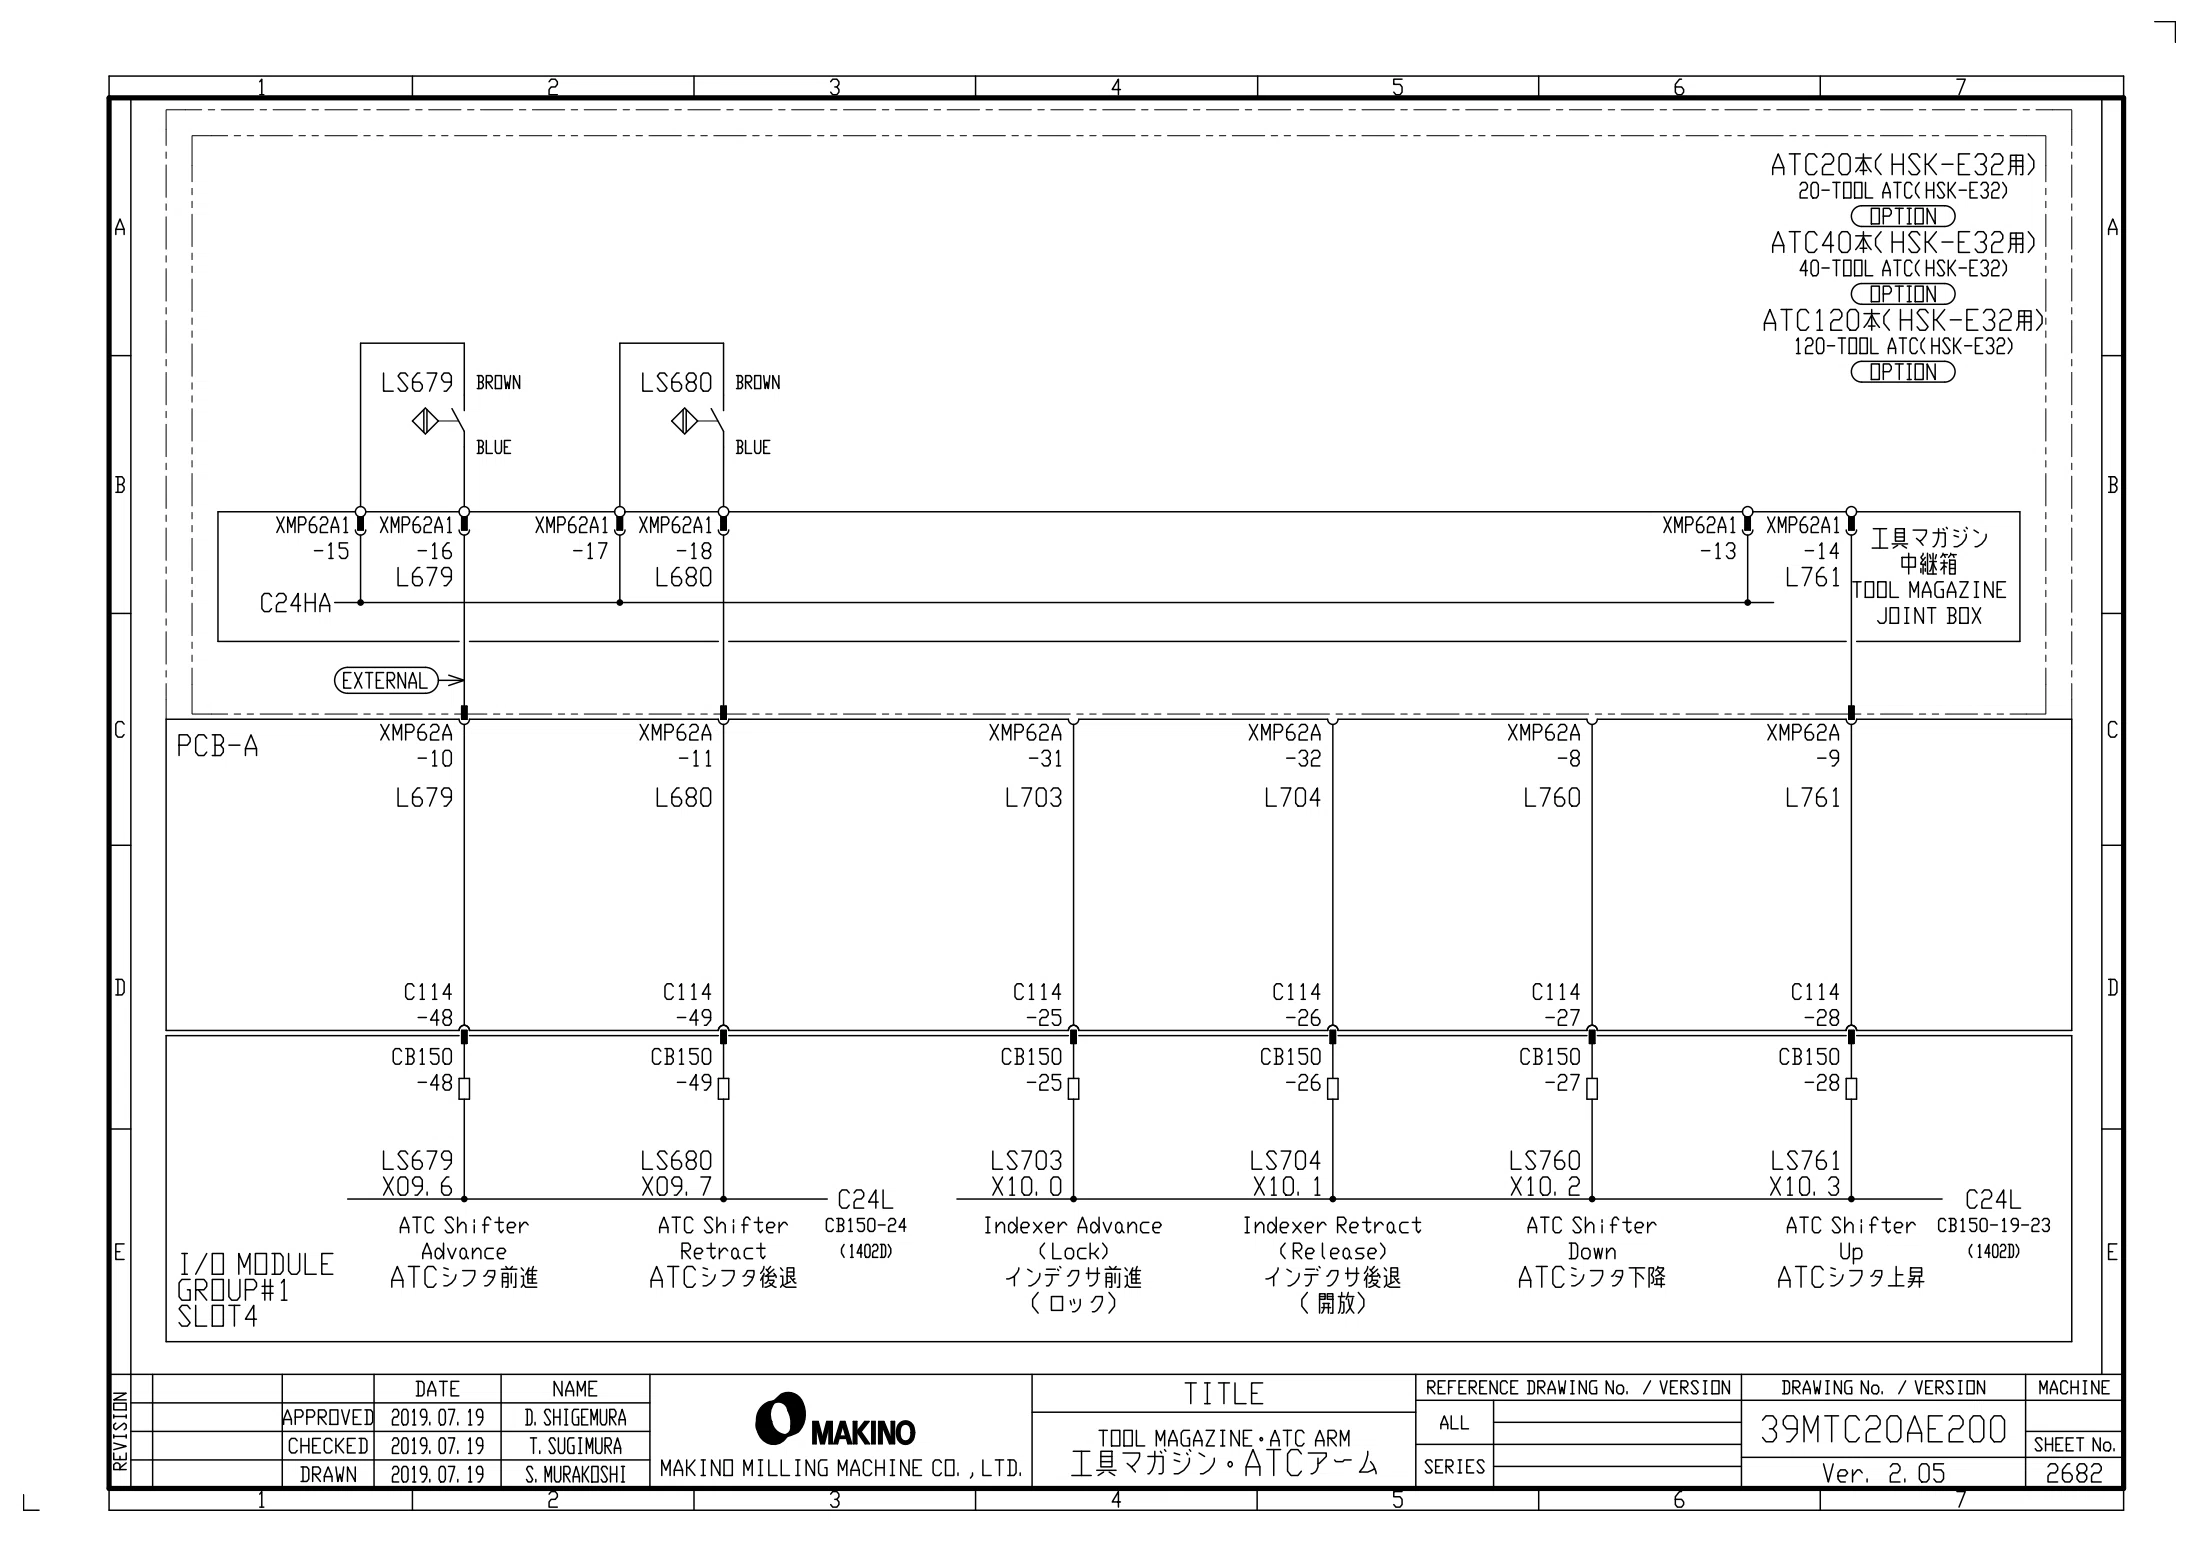 1 2 3 4 5 6 7
A A
B B
C C
D D
E E
ATC20本(HSK-E32用)
20-TOOL ATC(HSK-E32)
OPTION
ATC40本(HSK-E32用)
40-TOOL ATC(HSK-E32)
OPTION
ATC120本(HSK-E32用)
120-TOOL ATC(HSK-E32)
OPTION
LS679 BROWN LS680 BROWN
BLUE BLUE
XMP62A1 XMP62A1 XMP62A1 XMP62A1 XMP62A1 XMP62A1
-15 -16 -17 -18 -13 -14
L679 L680 L761
C24HA
工具マガジン
中継箱
TOOL MAGAZINE
JOINT BOX
EXTERNAL
PCB-A
XMP62A XMP62A XMP62A XMP62A XMP62A XMP62A
-10 -11 -31 -32 -8 -9
L679 L680 L703 L704 L760 L761
C114 C114 C114 C114 C114 C114
-48 -49 -25 -26 -27 -28
CB150 CB150 CB150 CB150 CB150 CB150
-48 -49 -25 -26 -27 -28
LS679 LS680 LS703 LS704 LS760 LS761
X09.6 X09.7 X10.0 X10.1 X10.2 X10.3
C24L
CB150-24
(1402D)
C24L
CB150-19-23
(1402D)
ATC Shifter
Advance
ATCシフタ前進
ATC Shifter
Retract
ATCシフタ後退
Indexer Advance
(Lock)
インデクサ前進
(ロック)
Indexer Retract
(Release)
インデクサ後退
(開放)
ATC Shifter
Down
ATCシフタ下降
ATC Shifter
Up
ATCシフタ上昇
I/O MODULE
GROUP#1
SLOT4
REVISION
DATE NAME
APPROVED 2019.07.19 D. SHIGEMURA
CHECKED 2019.07.19 T. SUGIMURA
DRAWN 2019.07.19 S. MURAKOSHI
MAKINO
MAKINO MILLING MACHINE CO.,LTD.
TITLE
TOOL MAGAZINE・ATC ARM
工具マガジン・ATCアーム
REFERENCE DRAWING No. / VERSION
ALL
SERIES
DRAWING No. / VERSION
39MTC20AE200
Ver. 2.05
MACHINE
SHEET No.
2682
1 2 3 4 5 6 7